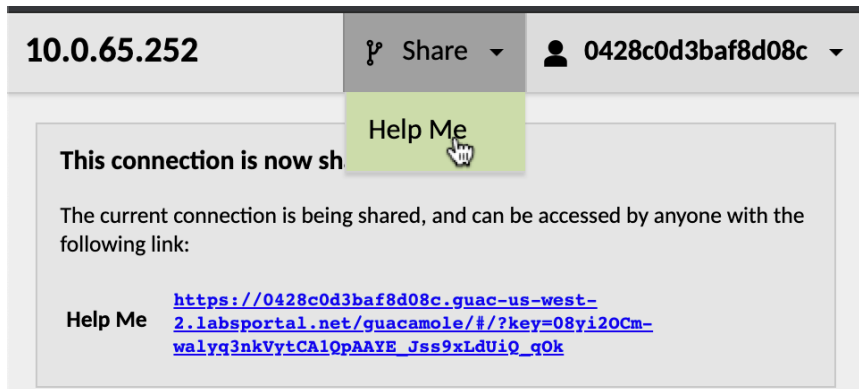 10.0.65.252 Share 0428c0d3baf8d08c
Help Me
This connection is now sh
The current connection is being shared, and can be accessed by anyone with the
following link:
Help Me
https://0428c0d3baf8d08c.guac-us-west-
2.labsportal.net/guacamole/#/?key=08yi2OCm-
walyq3nkVytCA1QpAAYE_Jss9xLdUiQ_qOk